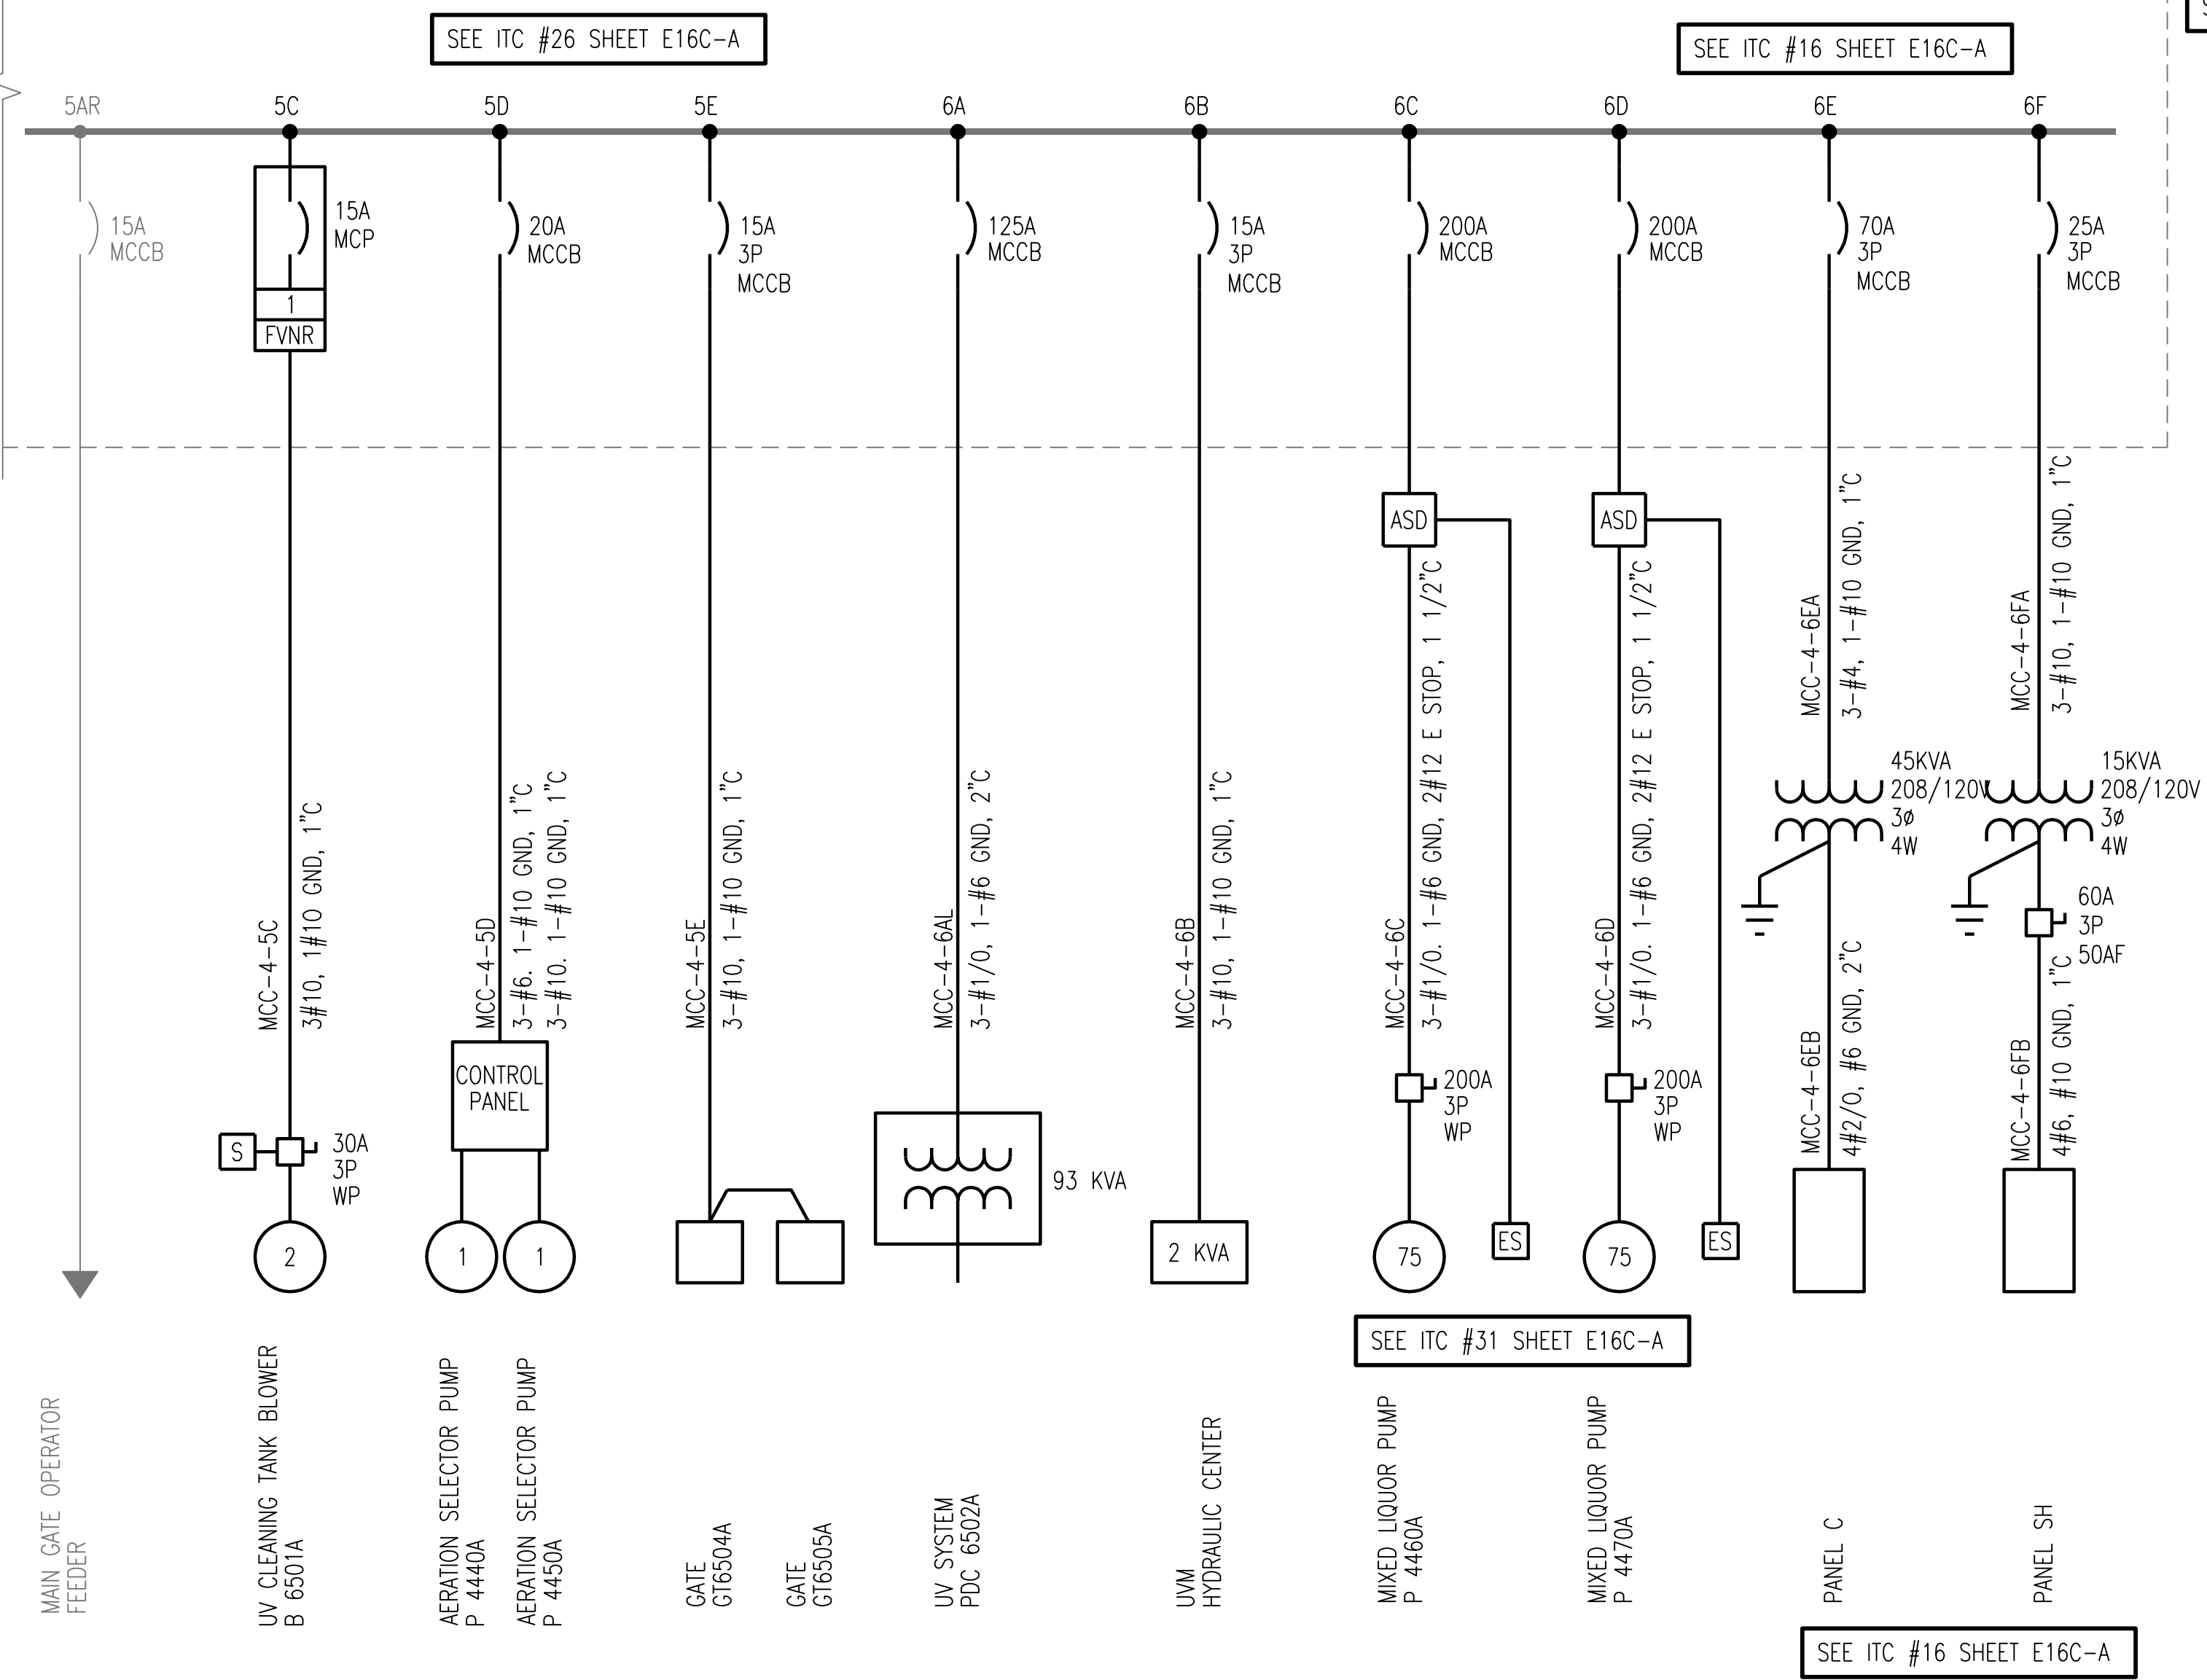 SEE ITC #26 SHEET E16C-A
SEE ITC #16 SHEET E16C-A
5AR
5C
5D
5E
6A
6B
6C
6D
6E
6F
15A
MCCB
15A
MCP
1
FVNR
20A
MCCB
15A
3P
MCCB
125A
MCCB
15A
3P
MCCB
200A
MCCB
200A
MCCB
70A
3P
MCCB
25A
3P
MCCB
ASD
ASD
MCC-4-5C
3#10, 1#10 GND, 1"C
MCC-4-5D
3-#6. 1-#10 GND, 1"C
3-#10. 1-#10 GND, 1"C
MCC-4-5E
3-#10, 1-#10 GND, 1"C
MCC-4-6AL
3-#1/0, 1-#6 GND, 2"C
MCC-4-6B
3-#10, 1-#10 GND, 1"C
MCC-4-6C
3-#1/0. 1-#6 GND, 2#12 E STOP, 1 1/2"C
MCC-4-6D
3-#1/0. 1-#6 GND, 2#12 E STOP, 1 1/2"C
MCC-4-6EA
3-#4, 1-#10 GND, 1"C
MCC-4-6FA
3-#10, 1-#10 GND, 1"C
45KVA
208/120V
3ø
4W
15KVA
208/120V
3ø
4W
60A
3P
50AF
MCC-4-6EB
4#2/0, #6 GND, 2"C
MCC-4-6FB
4#6, #10 GND, 1"C
CONTROL
PANEL
S
30A
3P
WP
200A
3P
WP
200A
3P
WP
93 KVA
2
1
1
2 KVA
75
ES
75
ES
SEE ITC #31 SHEET E16C-A
MAIN GATE OPERATOR
FEEDER
UV CLEANING TANK BLOWER
B 6501A
AERATION SELECTOR PUMP
P 4440A
AERATION SELECTOR PUMP
P 4450A
GATE
GT6504A
GATE
GT6505A
UV SYSTEM
PDC 6502A
UVM
HYDRAULIC CENTER
MIXED LIQUOR PUMP
P 4460A
MIXED LIQUOR PUMP
P 4470A
PANEL C
PANEL SH
SEE ITC #16 SHEET E16C-A